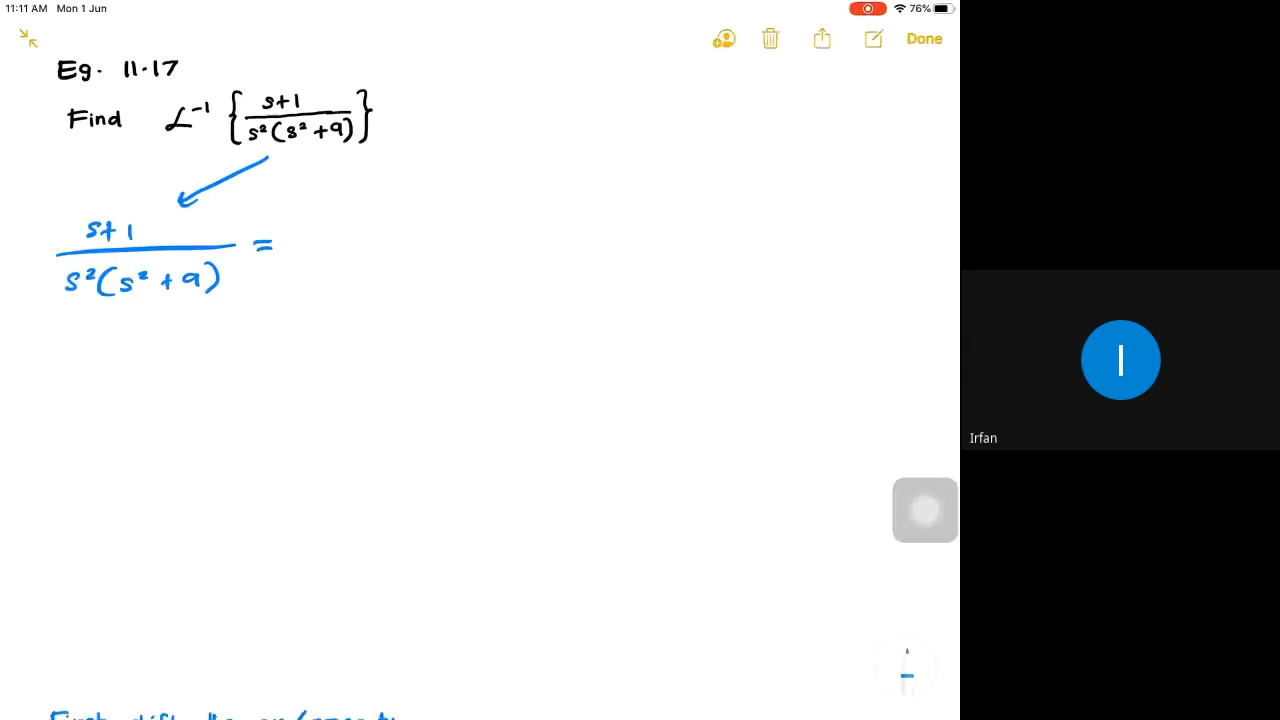 11:11 AM Mon 1 Jun
76%
Done
Eg. 11.17
Find ℒ⁻¹ { s+1 / s²(s² + 9) }
s+1 / s²(s² + 9) =
I
Irfan
First